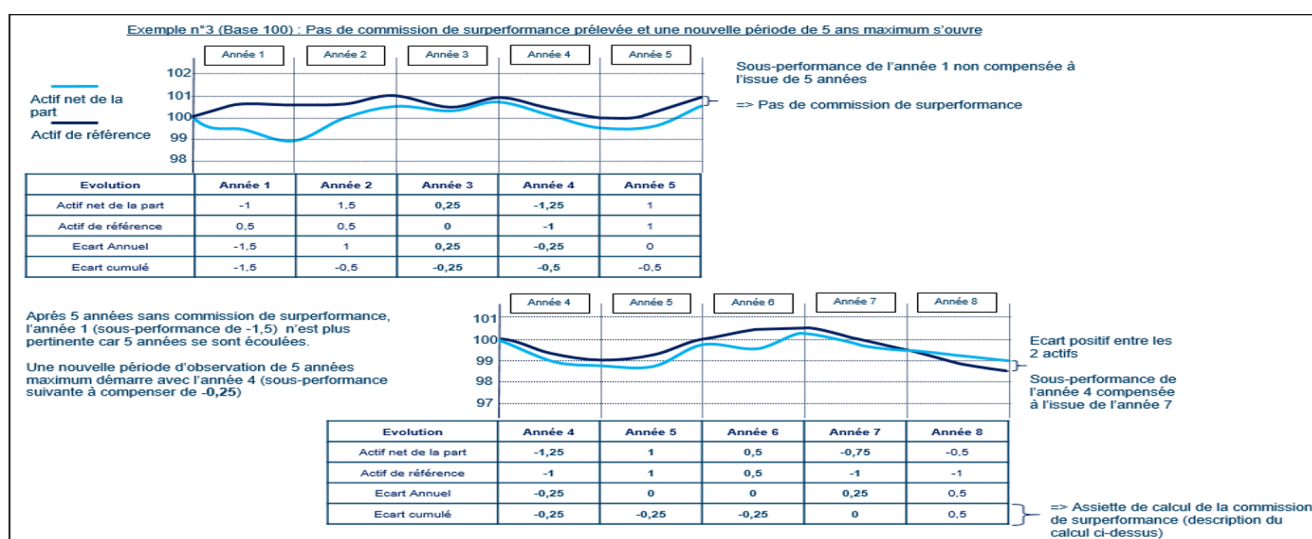 Exemple n°3 (Base 100) : Pas de commission de surperformance prélevée et une nouvelle période de 5 ans maximum s'ouvre
Année 1 Année 2 Année 3 Année 4 Année 5
102
101
100
99
98
Actif net de la
part
Actif de référence
Sous-performance de l'année 1 non compensée à
l'issue de 5 années
=> Pas de commission de surperformance
Evolution Année 1 Année 2 Année 3 Année 4 Année 5
Actif net de la part -1 1,5 0,25 -1,25 1
Actif de référence 0,5 0,5 0 -1 1
Ecart Annuel -1,5 1 0,25 -0,25 0
Ecart cumulé -1,5 -0,5 -0,25 -0,5 -0,5
Aprés 5 années sans commission de surperformance,
l'année 1 (sous-performance de -1,5) n'est plus
pertinente car 5 années se sont écoulées.
Une nouvelle période d'observation de 5 années
maximum démarre avec l'année 4 (sous-performance
suivante à compenser de -0,25)
Année 4 Année 5 Année 6 Année 7 Année 8
101
100
99
98
97
Ecart positif entre les
2 actifs
Sous-performance de
l'année 4 compensée
à l'issue de l'année 7
Evolution Année 4 Année 5 Année 6 Année 7 Année 8
Actif net de la part -1,25 1 0,5 -0,75 -0,5
Actif de référence -1 1 0,5 -1 -1
Ecart Annuel -0,25 0 0 0,25 0,5
Ecart cumulé -0,25 -0,25 -0,25 0 0,5
=> Assiette de calcul de la commission
de surperformance (description du
calcul ci-dessus)